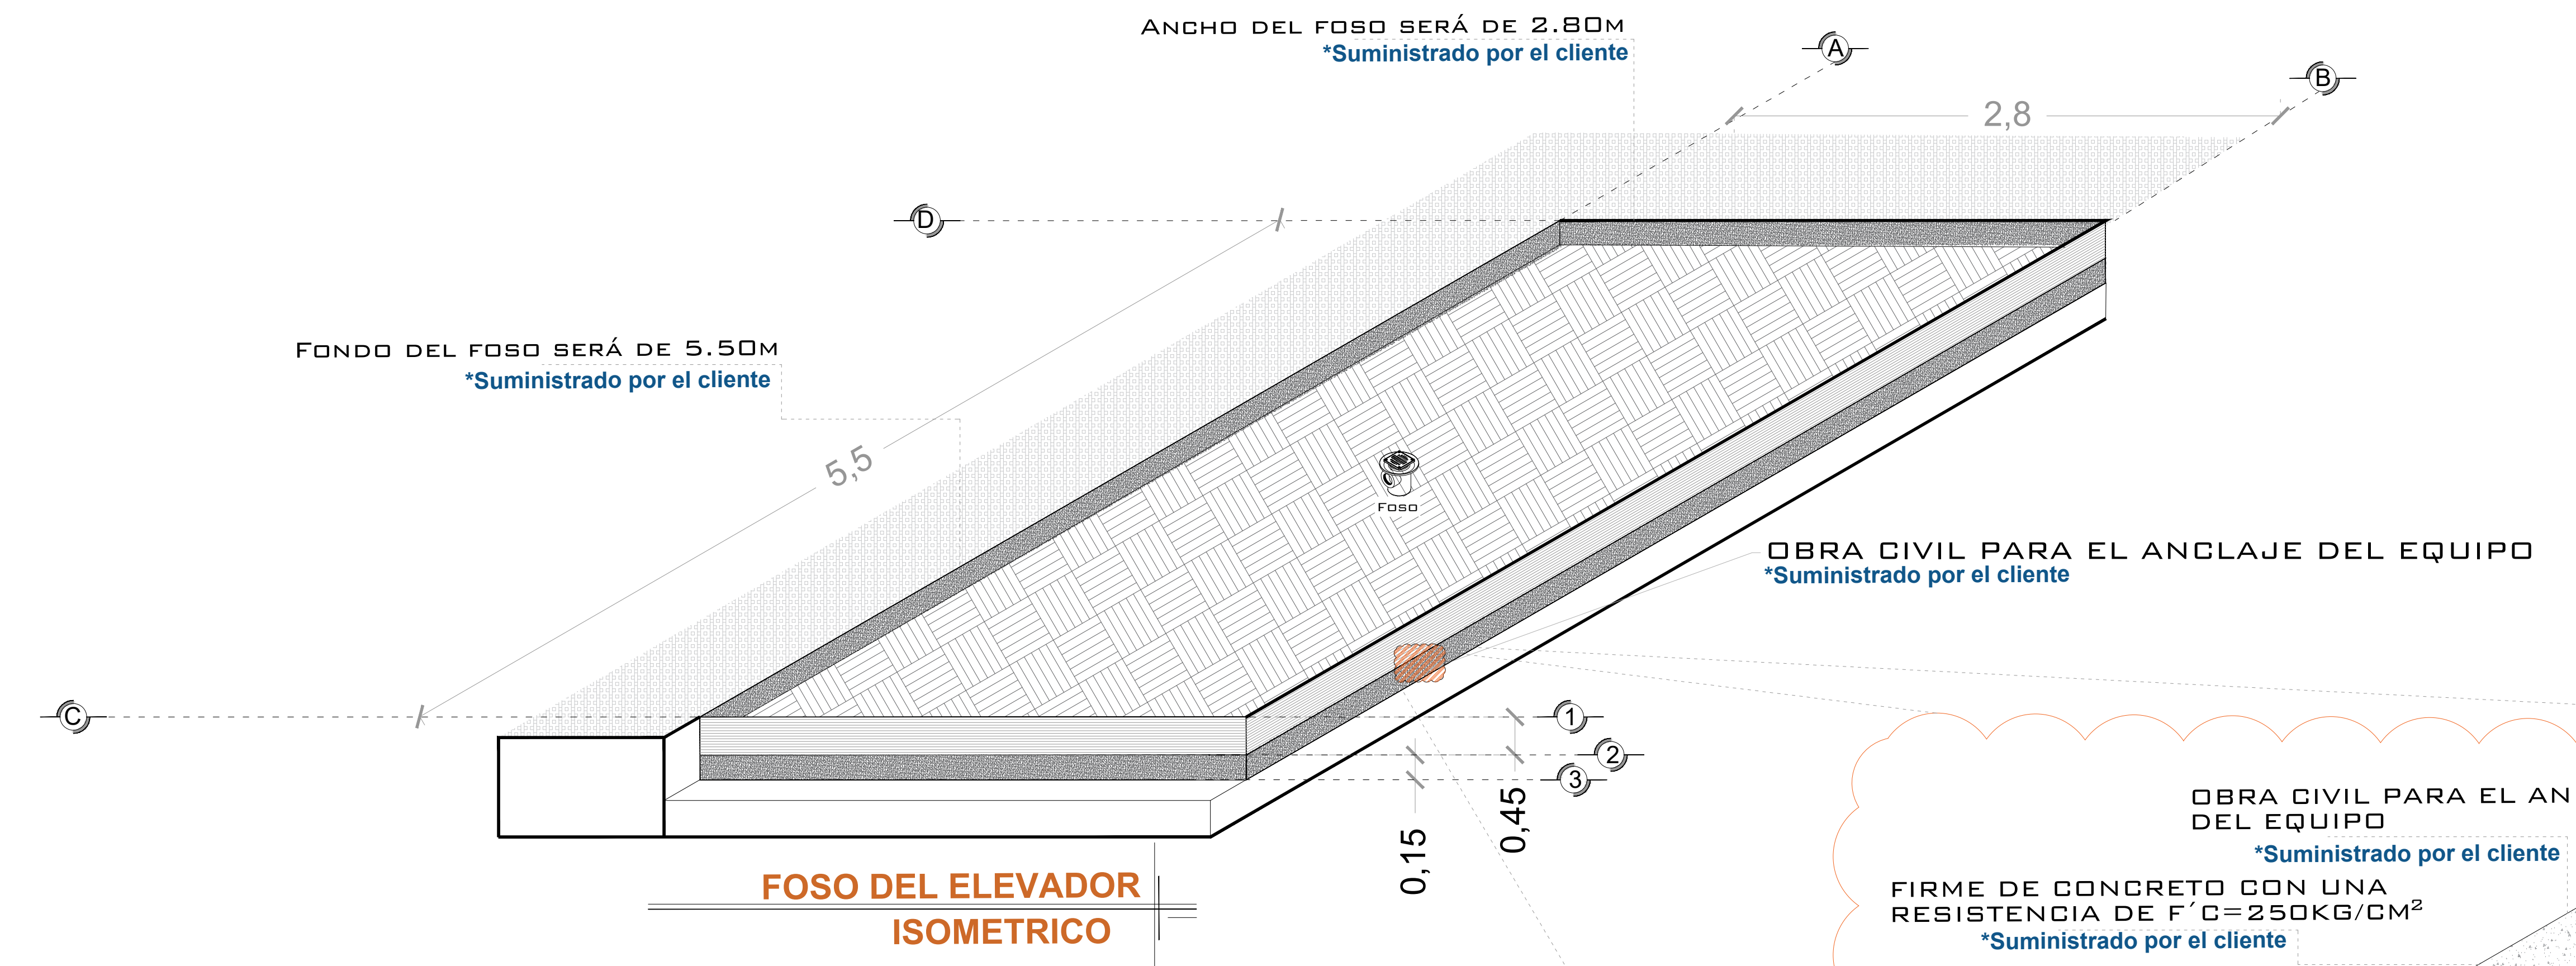 ANCHO DEL FOSO SERÁ DE 2.80M
*Suministrado por el cliente
A
B
2,8
D
FONDO DEL FOSO SERÁ DE 5.50M
*Suministrado por el cliente
5,5
FOSO
OBRA CIVIL PARA EL ANCLAJE DEL EQUIPO
*Suministrado por el cliente
C
1
2
3
0,15
0,45
OBRA CIVIL PARA EL AN
DEL EQUIPO
*Suministrado por el cliente
FIRME DE CONCRETO CON UNA
RESISTENCIA DE F´C=250KG/CM²
*Suministrado por el cliente
FOSO DEL ELEVADOR
ISOMETRICO